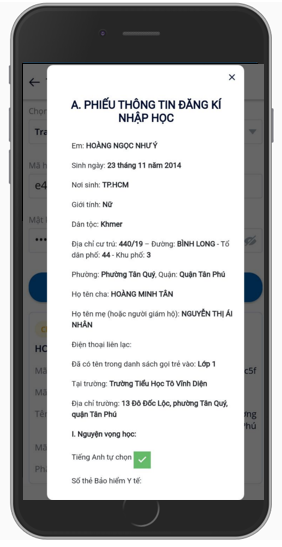 A. PHIẾU THÔNG TIN ĐĂNG KÍ
NHẬP HỌC
Em: HOÀNG NGỌC NHƯ Ý
Sinh ngày: 23 tháng 11 năm 2014
Nơi sinh: TP.HCM
Giới tính: Nữ
Dân tộc: Khmer
Địa chỉ cư trú: 440/19 – Đường: BÌNH LONG - Tổ
dân phố: 44 - Khu phố: 3
Phường: Phường Tân Quý, Quận: Quận Tân Phú
Họ tên cha: HOÀNG MINH TÂN
Họ tên mẹ (hoặc người giám hộ): NGUYỄN THỊ ÁI
NHÂN
Điện thoại liên lạc:
Đã có tên trong danh sách gọi trẻ vào: Lớp 1
Tại trường: Trường Tiểu Học Tô Vĩnh Diện
Địa chỉ trường: 13 Đô Đốc Lộc, phường Tân Quý,
quận Tân Phú
I. Nguyện vọng học:
Tiếng Anh tự chọn
Số thẻ Bảo hiểm Y tế: